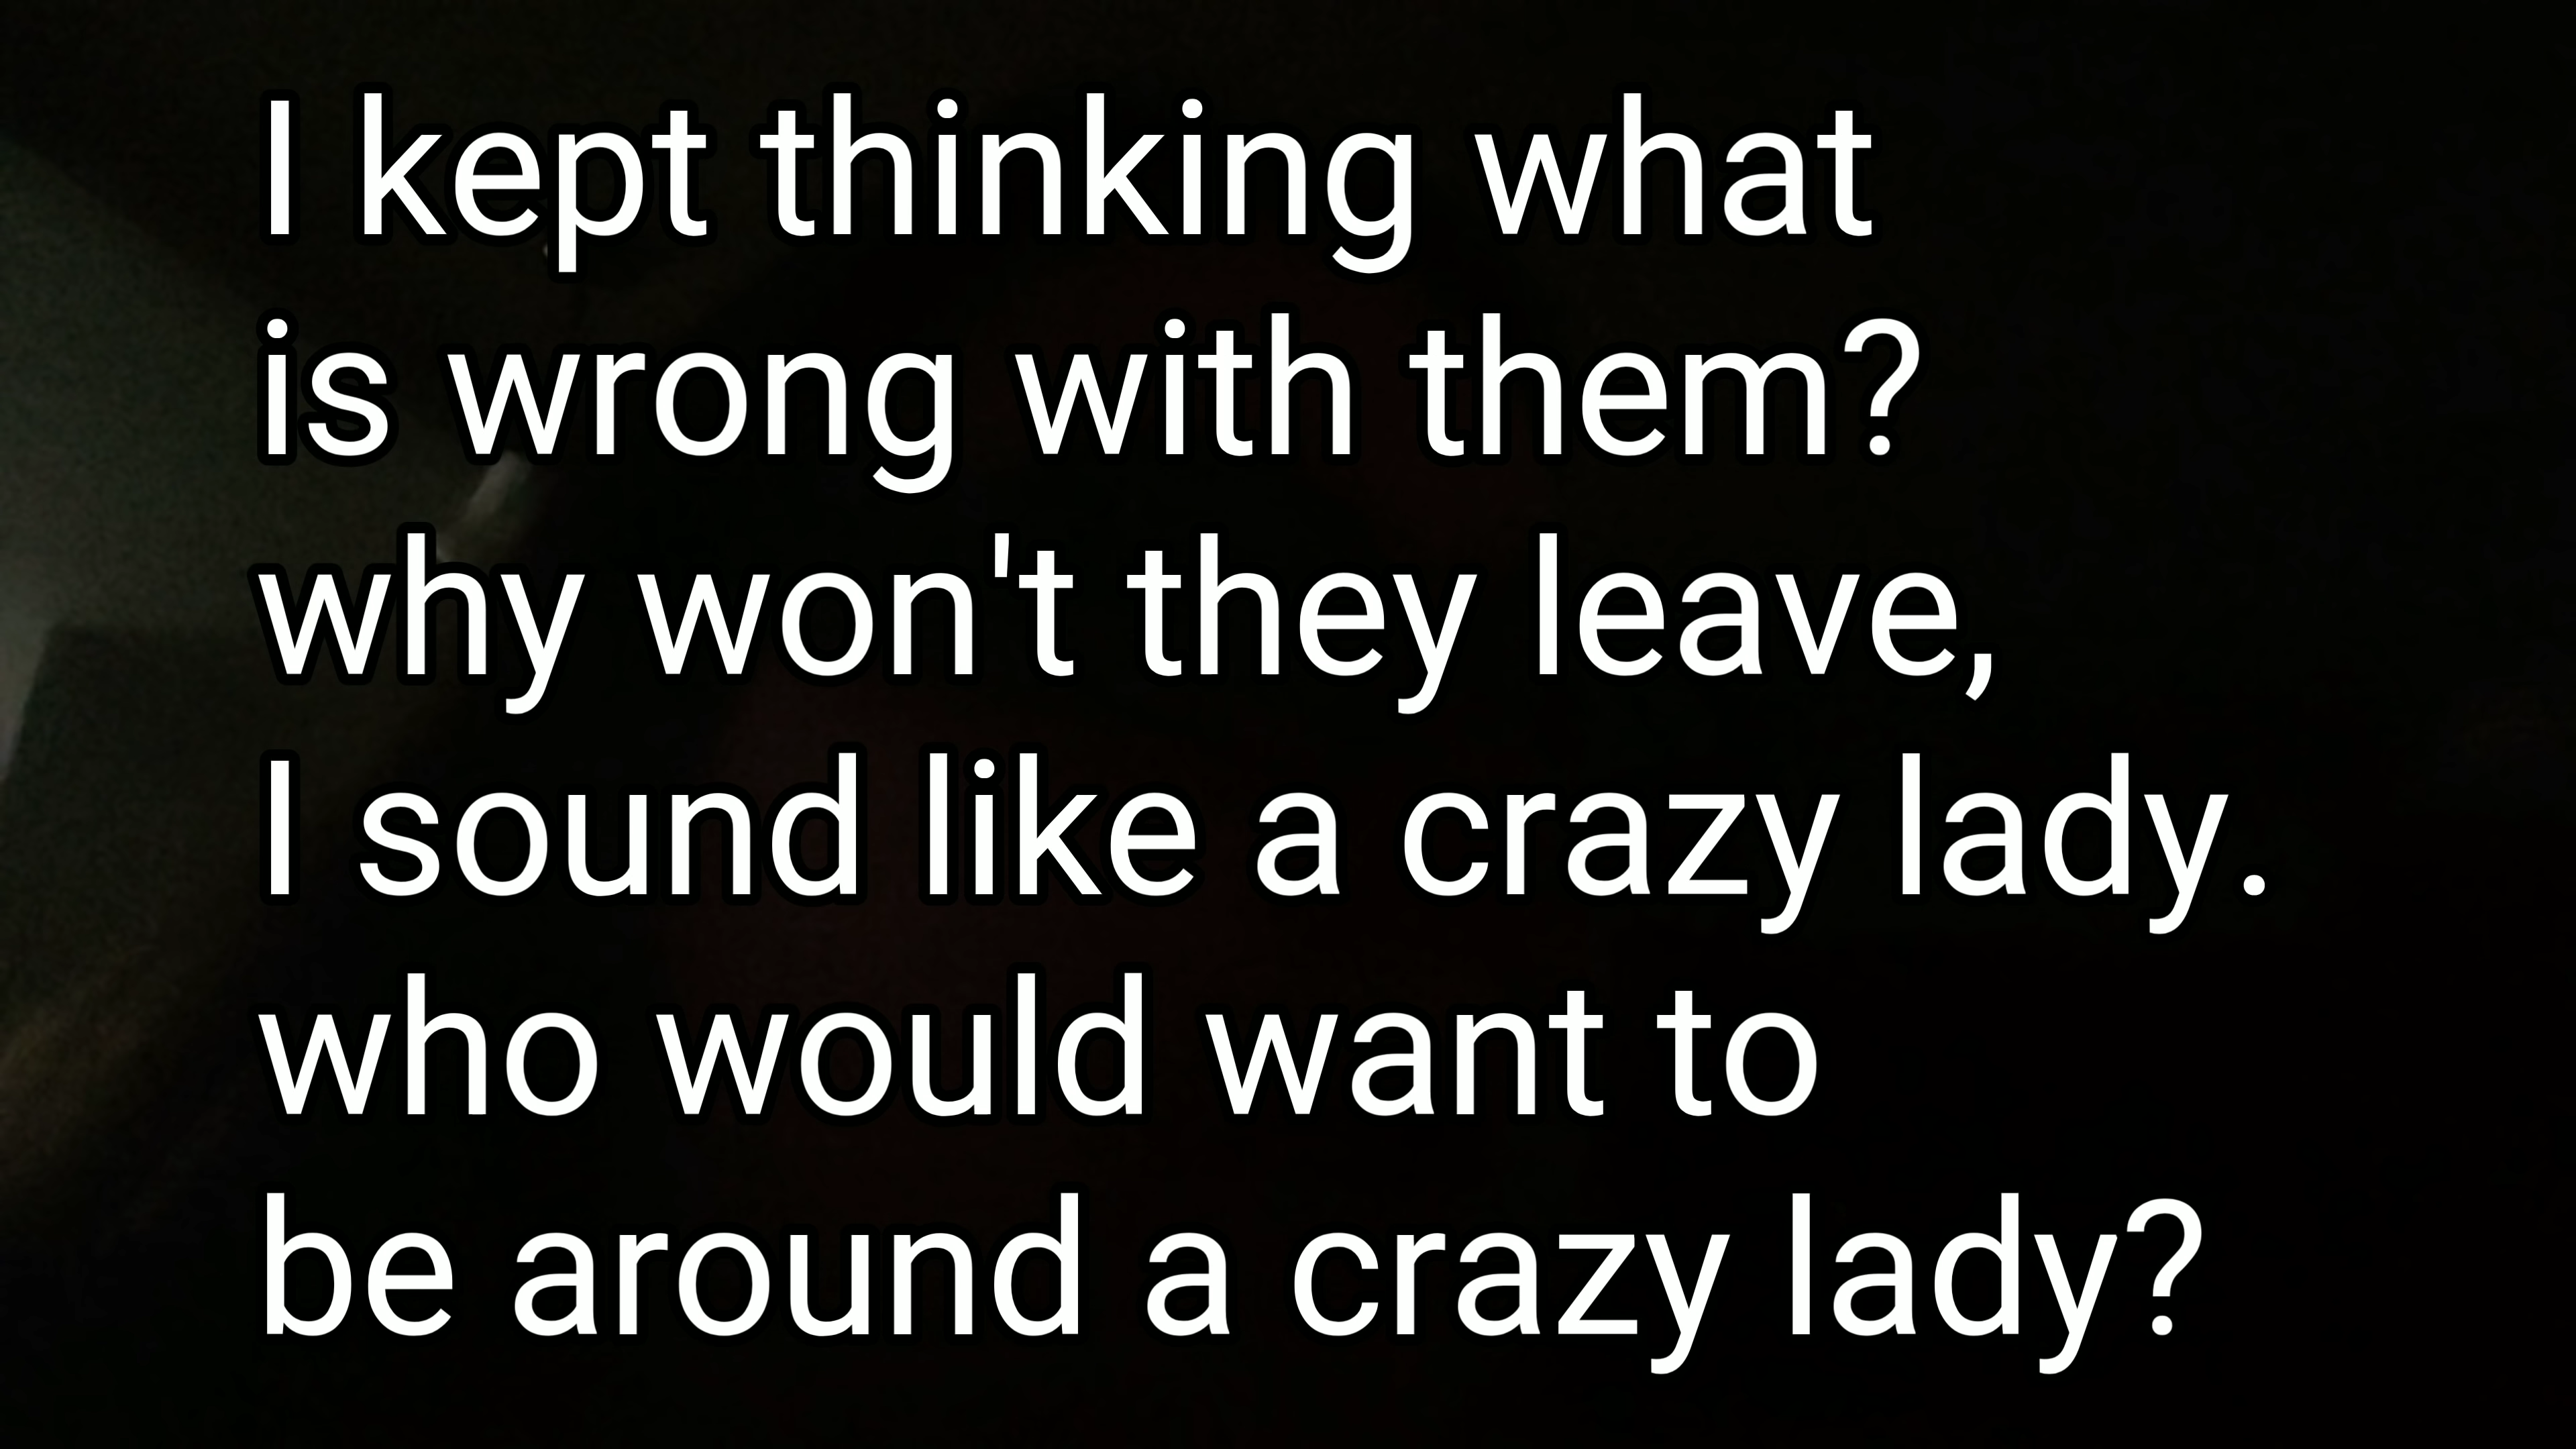 I kept thinking what
is wrong with them?
why won't they leave,
I sound like a crazy lady.
who would want to
be around a crazy lady?